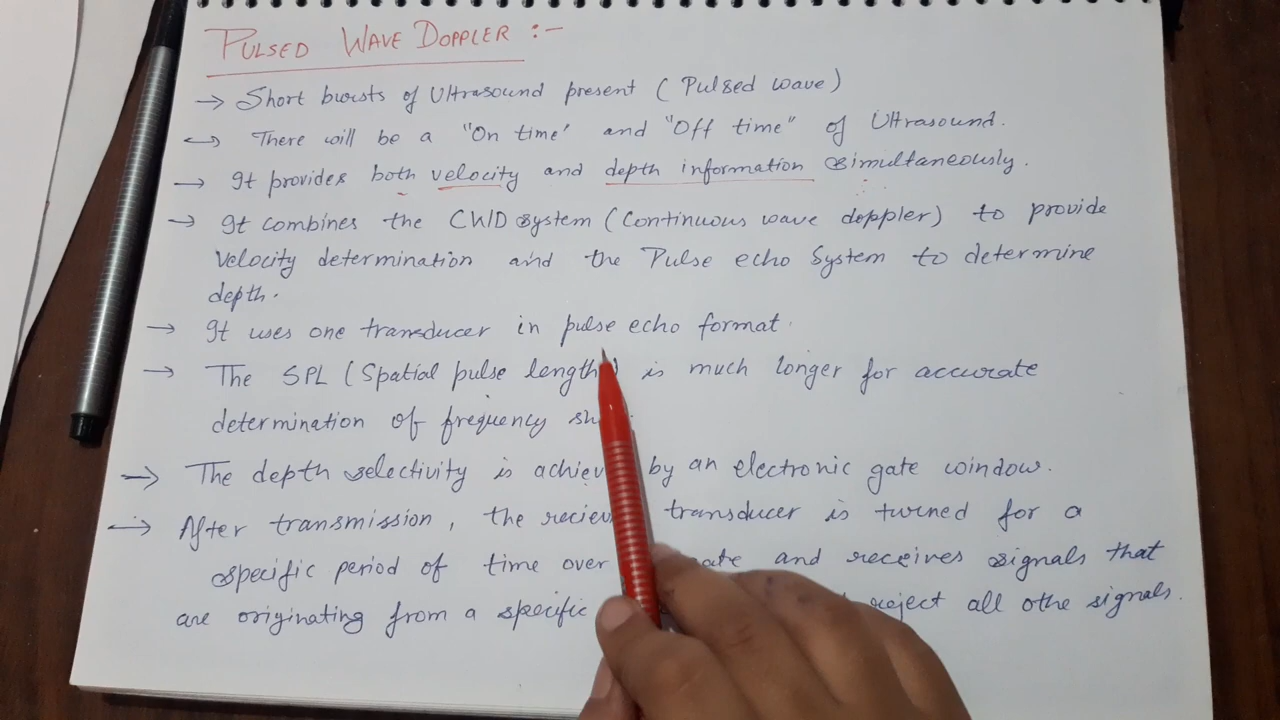 PULSED WAVE DOPPLER :-
→ Short bursts of Ultrasound present ( Pulsed wave )
→ There will be a "On time' and "Off time" of Ultrasound.
→ It provides both velocity and depth information simultaneously.
→ It combines the CWD system ( Continuous wave doppler ) to provide
velocity determination and the Pulse echo System to determine
depth.
→ It uses one transducer in pulse echo format.
→ The SPL ( Spatial pulse length ) is much longer for accurate
determination of frequency
→ The depth selectivity is by an electronic gate window.
→ After transmission, the transducer is turned for a
specific period of time over and receives signals that
are originating from a specific reject all othe signals.